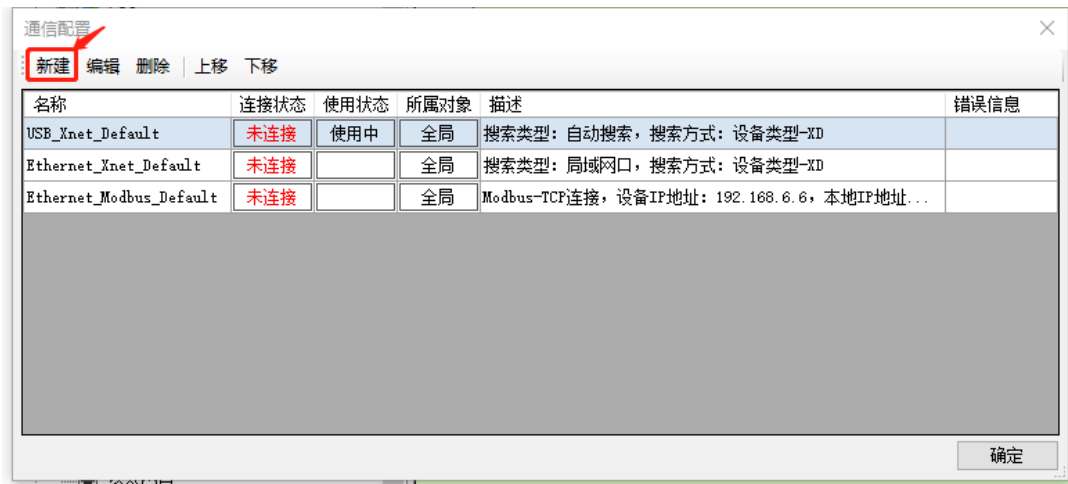 通信配置
新建 编辑 删除 上移 下移
名称 连接状态 使用状态 所属对象 描述 错误信息
USB_Xnet_Default 未连接 使用中 全局 搜索类型: 自动搜索，搜索方式: 设备类型-XD
Ethernet_Xnet_Default 未连接 全局 搜索类型: 局域网口，搜索方式: 设备类型-XD
Ethernet_Modbus_Default 未连接 全局 Modbus-TCP连接，设备IP地址: 192.168.6.6，本地IP地址...
确定